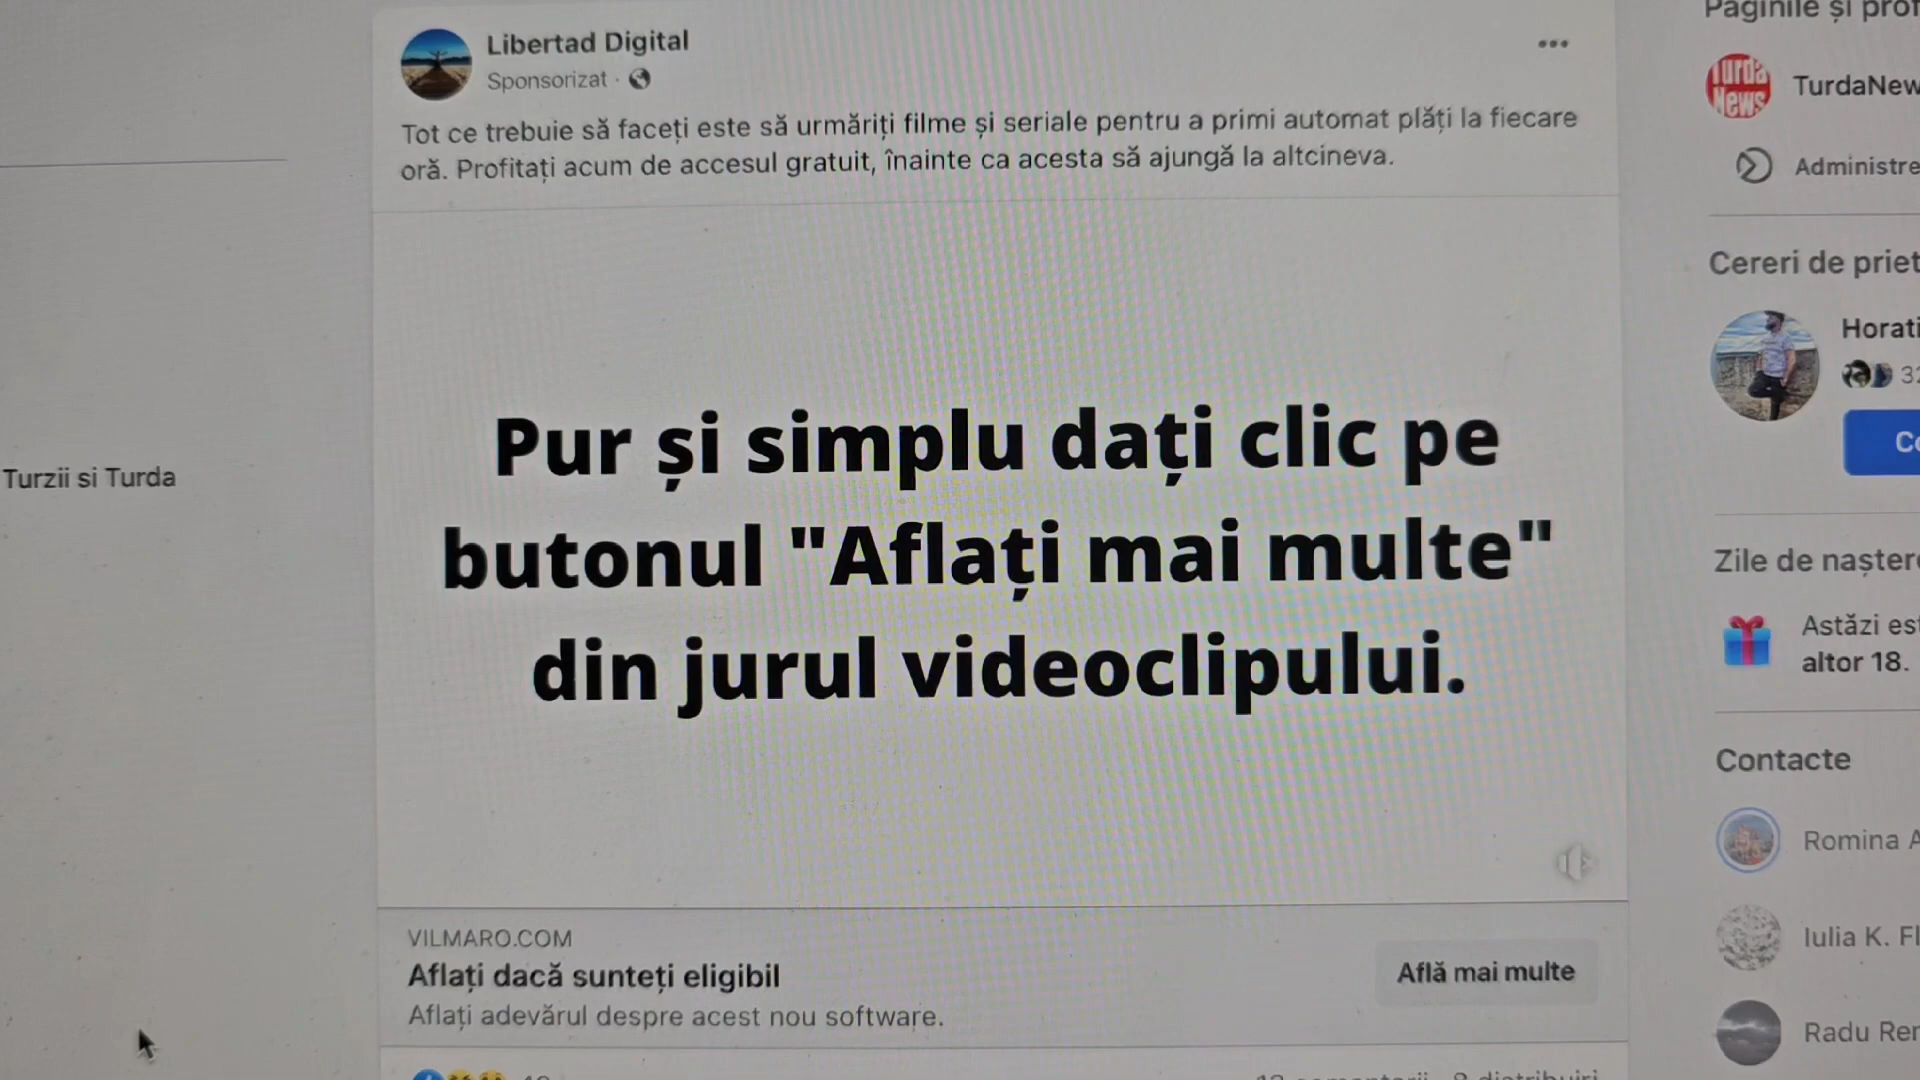 Libertad Digital
Sponsorizat
Tot ce trebuie să faceți este să urmăriți filme și seriale pentru a primi automat plăți la fiecare
oră. Profitați acum de accesul gratuit, înainte ca acesta să ajungă la altcineva.
Pur și simplu dați clic pe
butonul "Aflați mai multe"
din jurul videoclipului.
VILMARO.COM
Aflați dacă sunteți eligibil
Aflați adevărul despre acest nou software.
Află mai multe
Turzii si Turda
Paginile și
Turda
News
TurdaNew
Administre
Cereri de priet
Horati
Zile de naștere
Astăzi es
altor 18.
Contacte
Romina A
Iulia K. Fl
Radu Rer